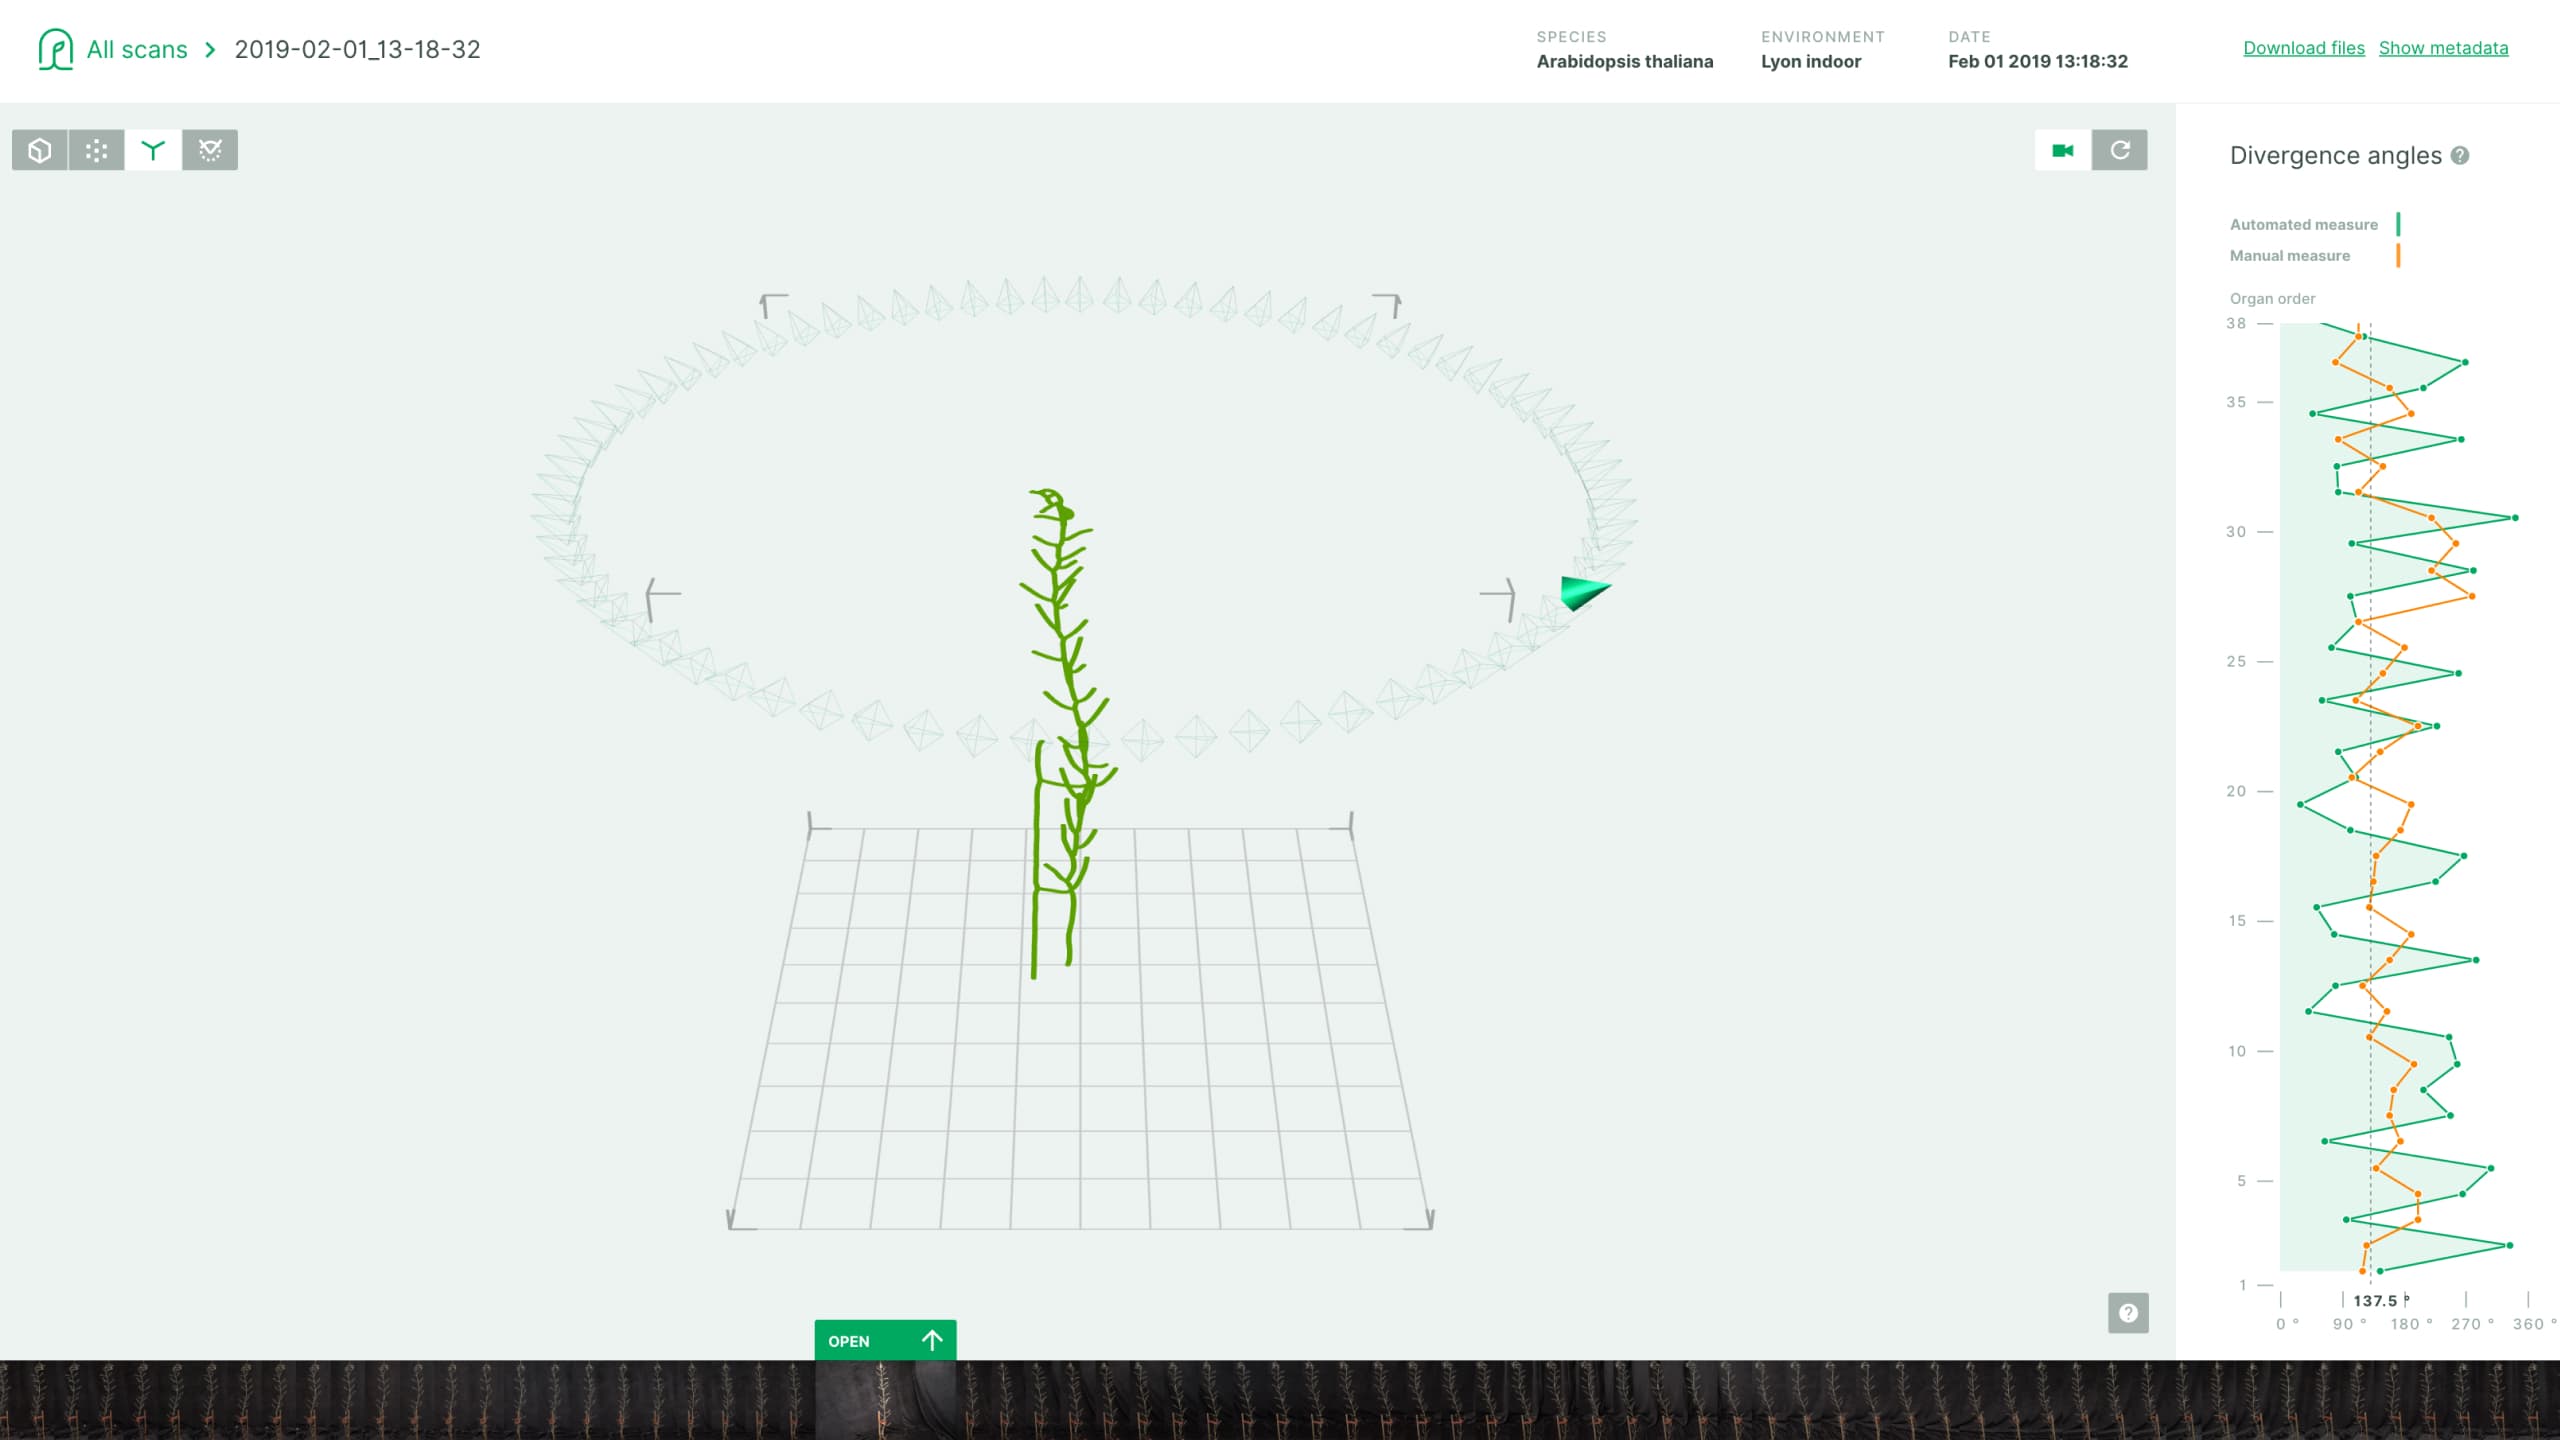 All scans > 2019-02-01_13-18-32
SPECIES
Arabidopsis thaliana
ENVIRONMENT
Lyon indoor
DATE
Feb 01 2019 13:18:32
Download files
Show metadata
Divergence angles ?
Automated measure
Manual measure
Organ order
38
35
30
25
20
15
10
5
1
137.5 °
0 ° 90 ° 180 ° 270 ° 360 °
?
OPEN